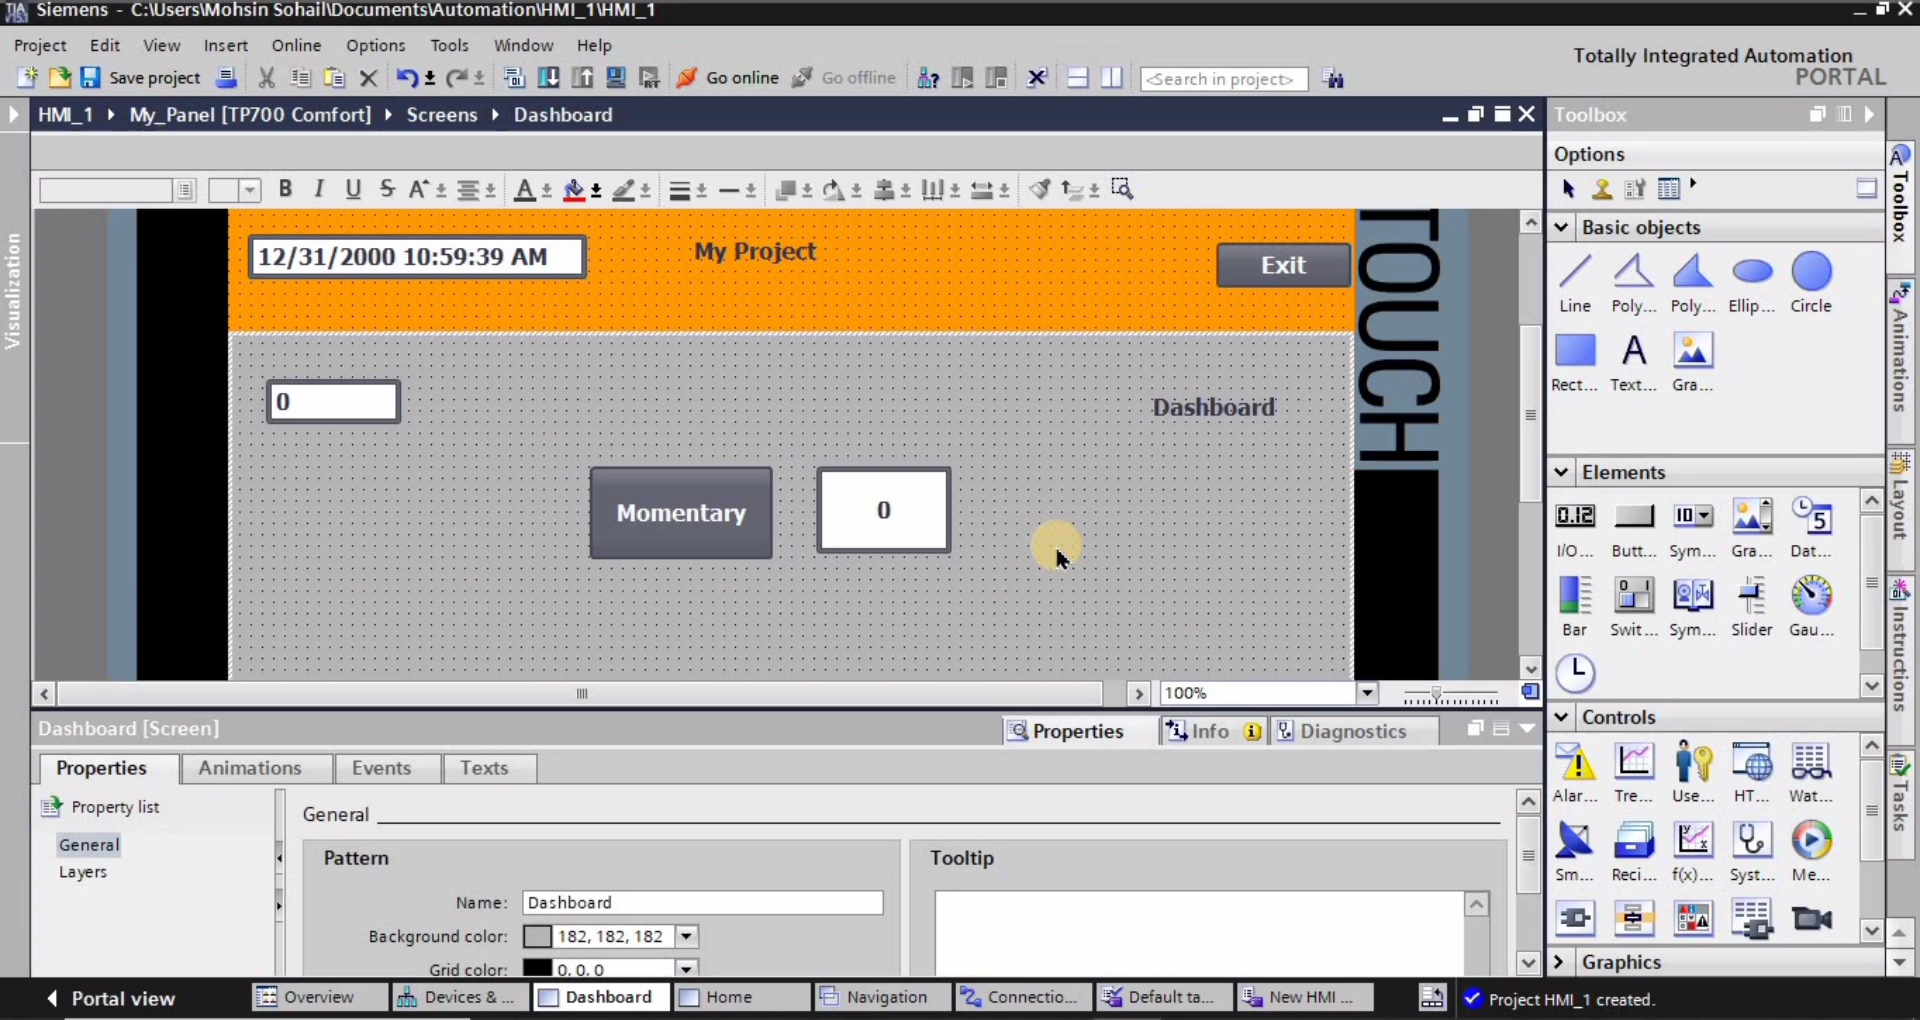 Siemens - C:\Users\Mohsin Sohail\Documents\Automation\HMI_1\HMI_1
Project Edit View Insert Online Options Tools Window Help
Totally Integrated Automation
PORTAL
Save project Go online Go offline <Search in project>
HMI_1 My_Panel [TP700 Comfort] Screens Dashboard
Toolbox
Options
B I U S A A
Basic objects
Line Poly... Poly... Ellip... Circle
Rect... Text... Gra...
Visualization
12/31/2000 10:59:39 AM
My Project
Exit
TOUCH
0
Dashboard
Momentary
0
Elements
0.12 10 5
I/O... Butt... Sym... Gra... Dat...
Bar Swit... Sym... Slider Gau...
Controls
Alar... Tre... Use... HT... Wat...
Sm... Reci... f(x)... Syst... Me...
Graphics
Toolbox
Animations
Layout
Instructions
Tasks
100%
Dashboard [Screen]
Properties Info Diagnostics
Properties Animations Events Texts
Property list
General
Layers
General
Pattern
Name: Dashboard
Background color: 182, 182, 182
Grid color: 0, 0, 0
Tooltip
Portal view Overview Devices & ... Dashboard Home Navigation Connectio... Default ta... New HMI ... Project HMI_1 created.